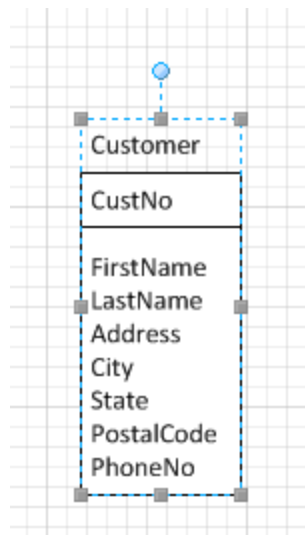 Customer
CustNo
FirstName
LastName
Address
City
State
PostalCode
PhoneNo